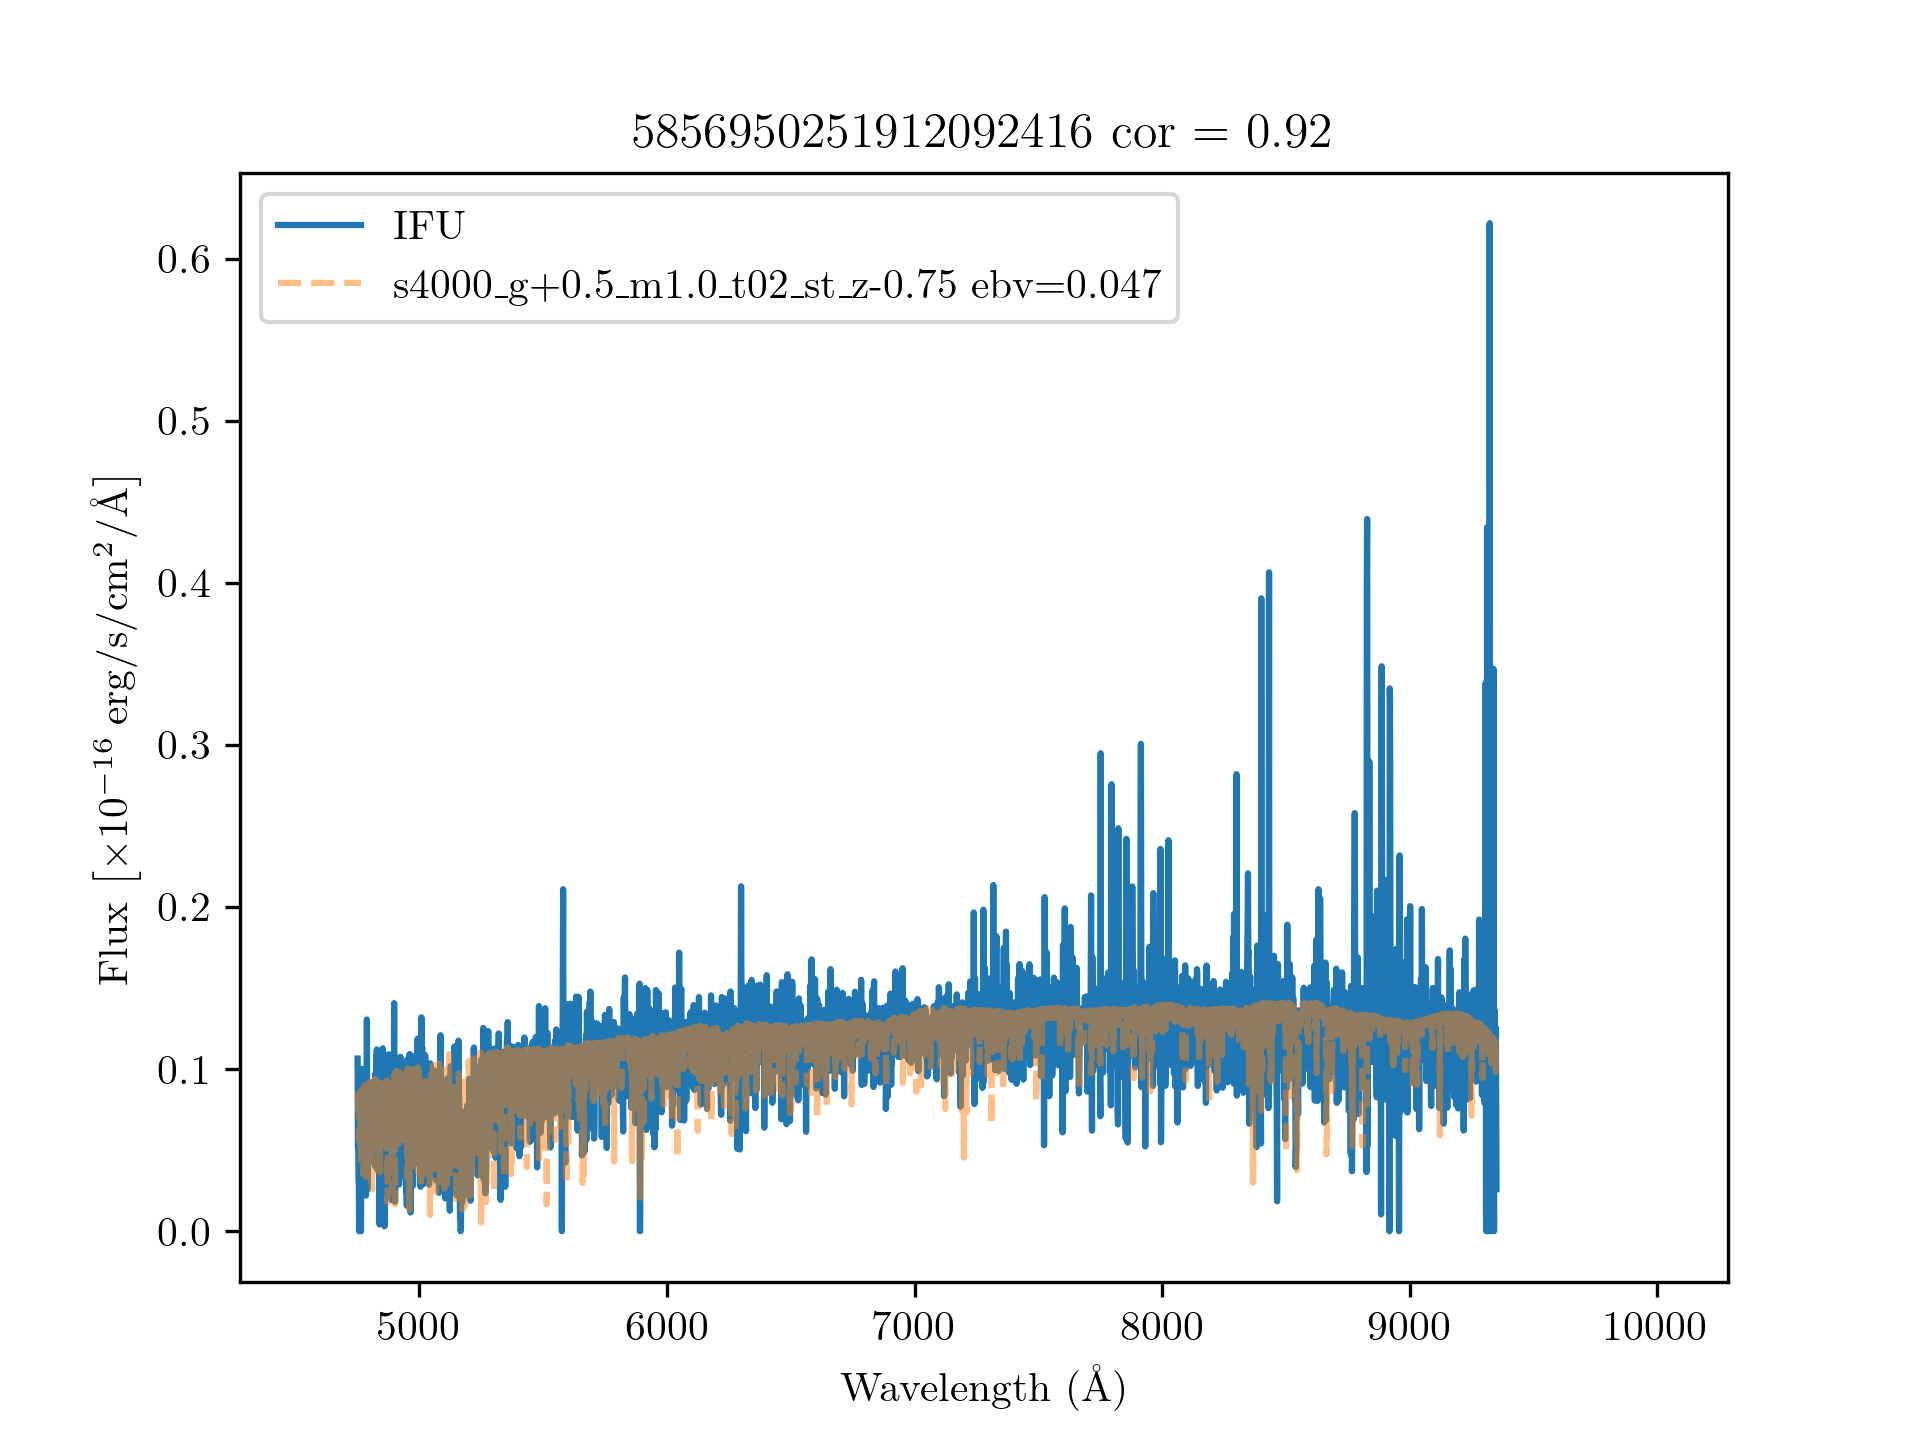 5856950251912092416 cor = 0.92
IFU
s4000_g+0.5_m1.0_t02_st_z-0.75 ebv=0.047
Flux [×10⁻¹⁶ erg/s/cm²/Å]
0.6
0.5
0.4
0.3
0.2
0.1
0.0
5000 6000 7000 8000 9000 10000
Wavelength (Å)